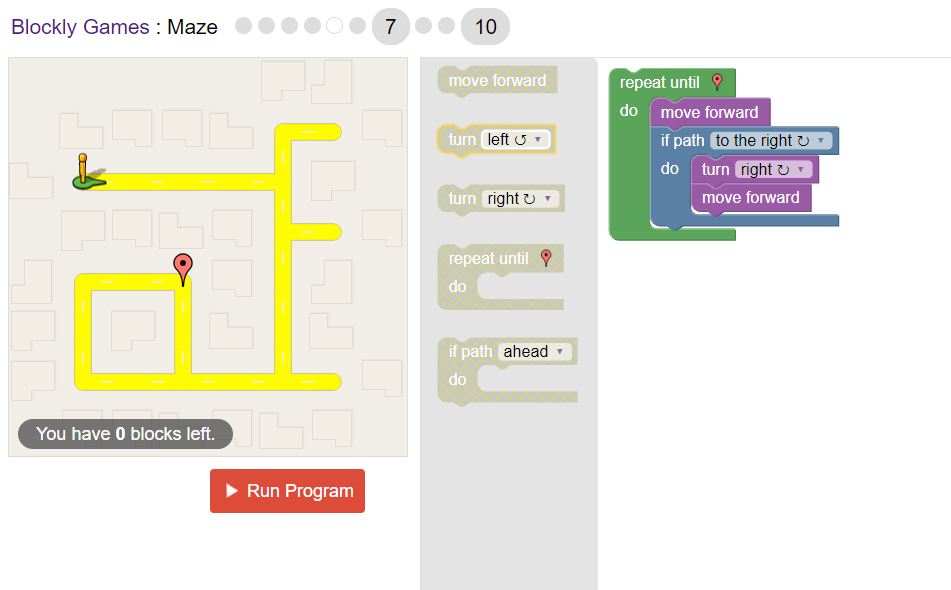 Blockly Games : Maze 7 10
move forward
turn left ↺ ▼
turn right ↻ ▼
repeat until
do
if path ahead ▼
do
repeat until
do move forward
if path to the right ↻ ▼
do turn right ↻ ▼
move forward
You have 0 blocks left.
Run Program